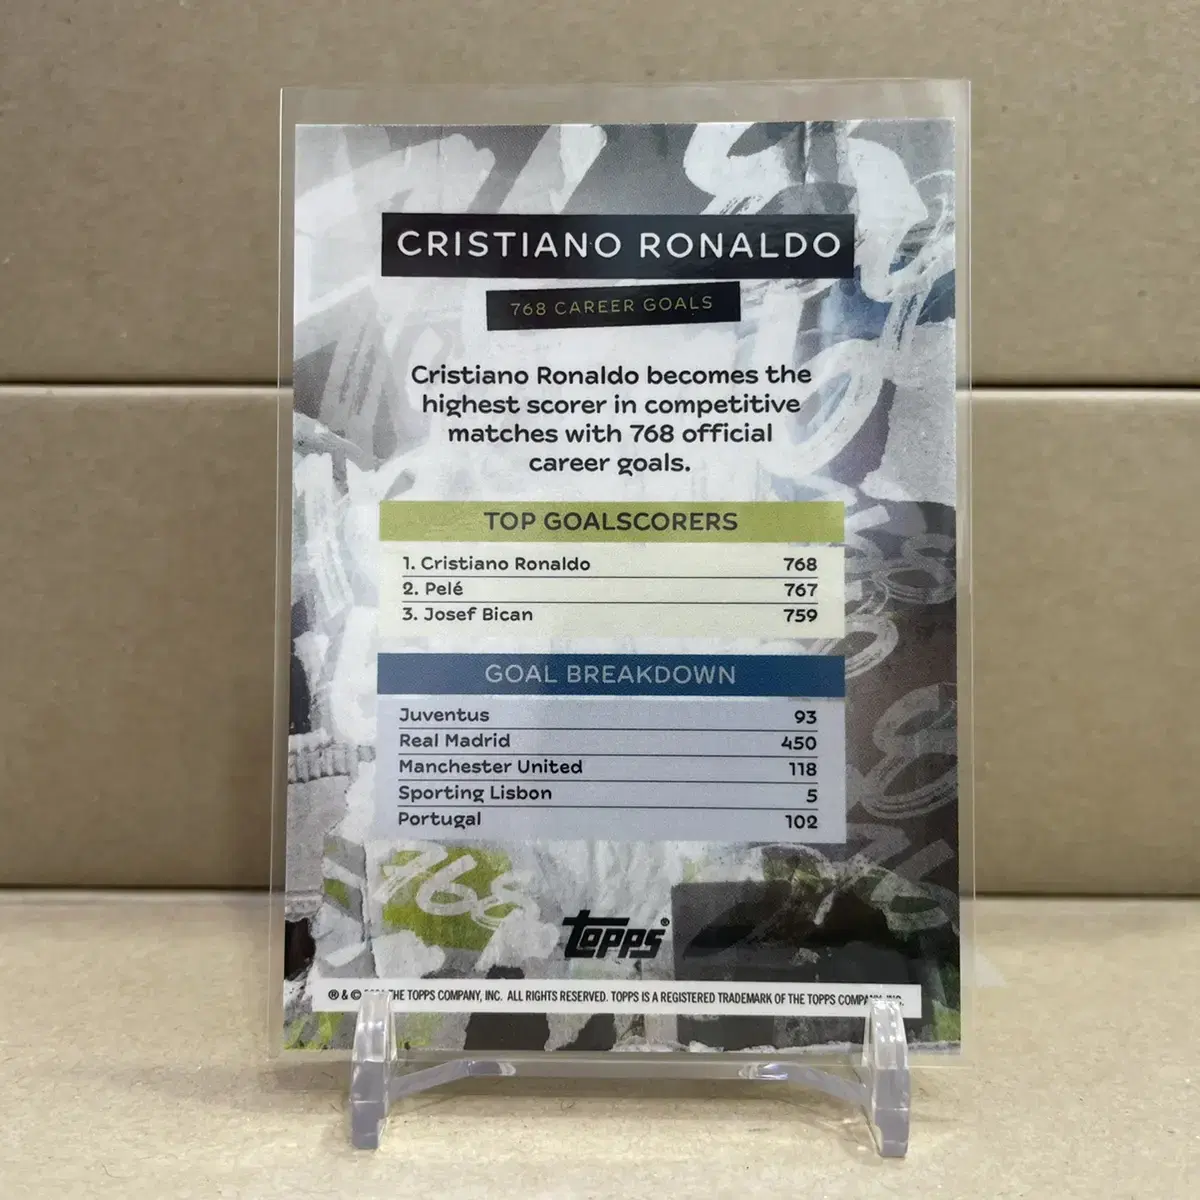 CRISTIANO RONALDO
768 CAREER GOALS
Cristiano Ronaldo becomes the
highest scorer in competitive
matches with 768 official
career goals.
TOP GOALSCORERS
1. Cristiano Ronaldo 768
2. Pelé 767
3. Josef Bican 759
GOAL BREAKDOWN
Juventus 93
Real Madrid 450
Manchester United 118
Sporting Lisbon 5
Portugal 102
768
topps®
® & © THE TOPPS COMPANY, INC. ALL RIGHTS RESERVED. TOPPS IS A REGISTERED TRADEMARK OF THE TOPPS COMPANY, INC.